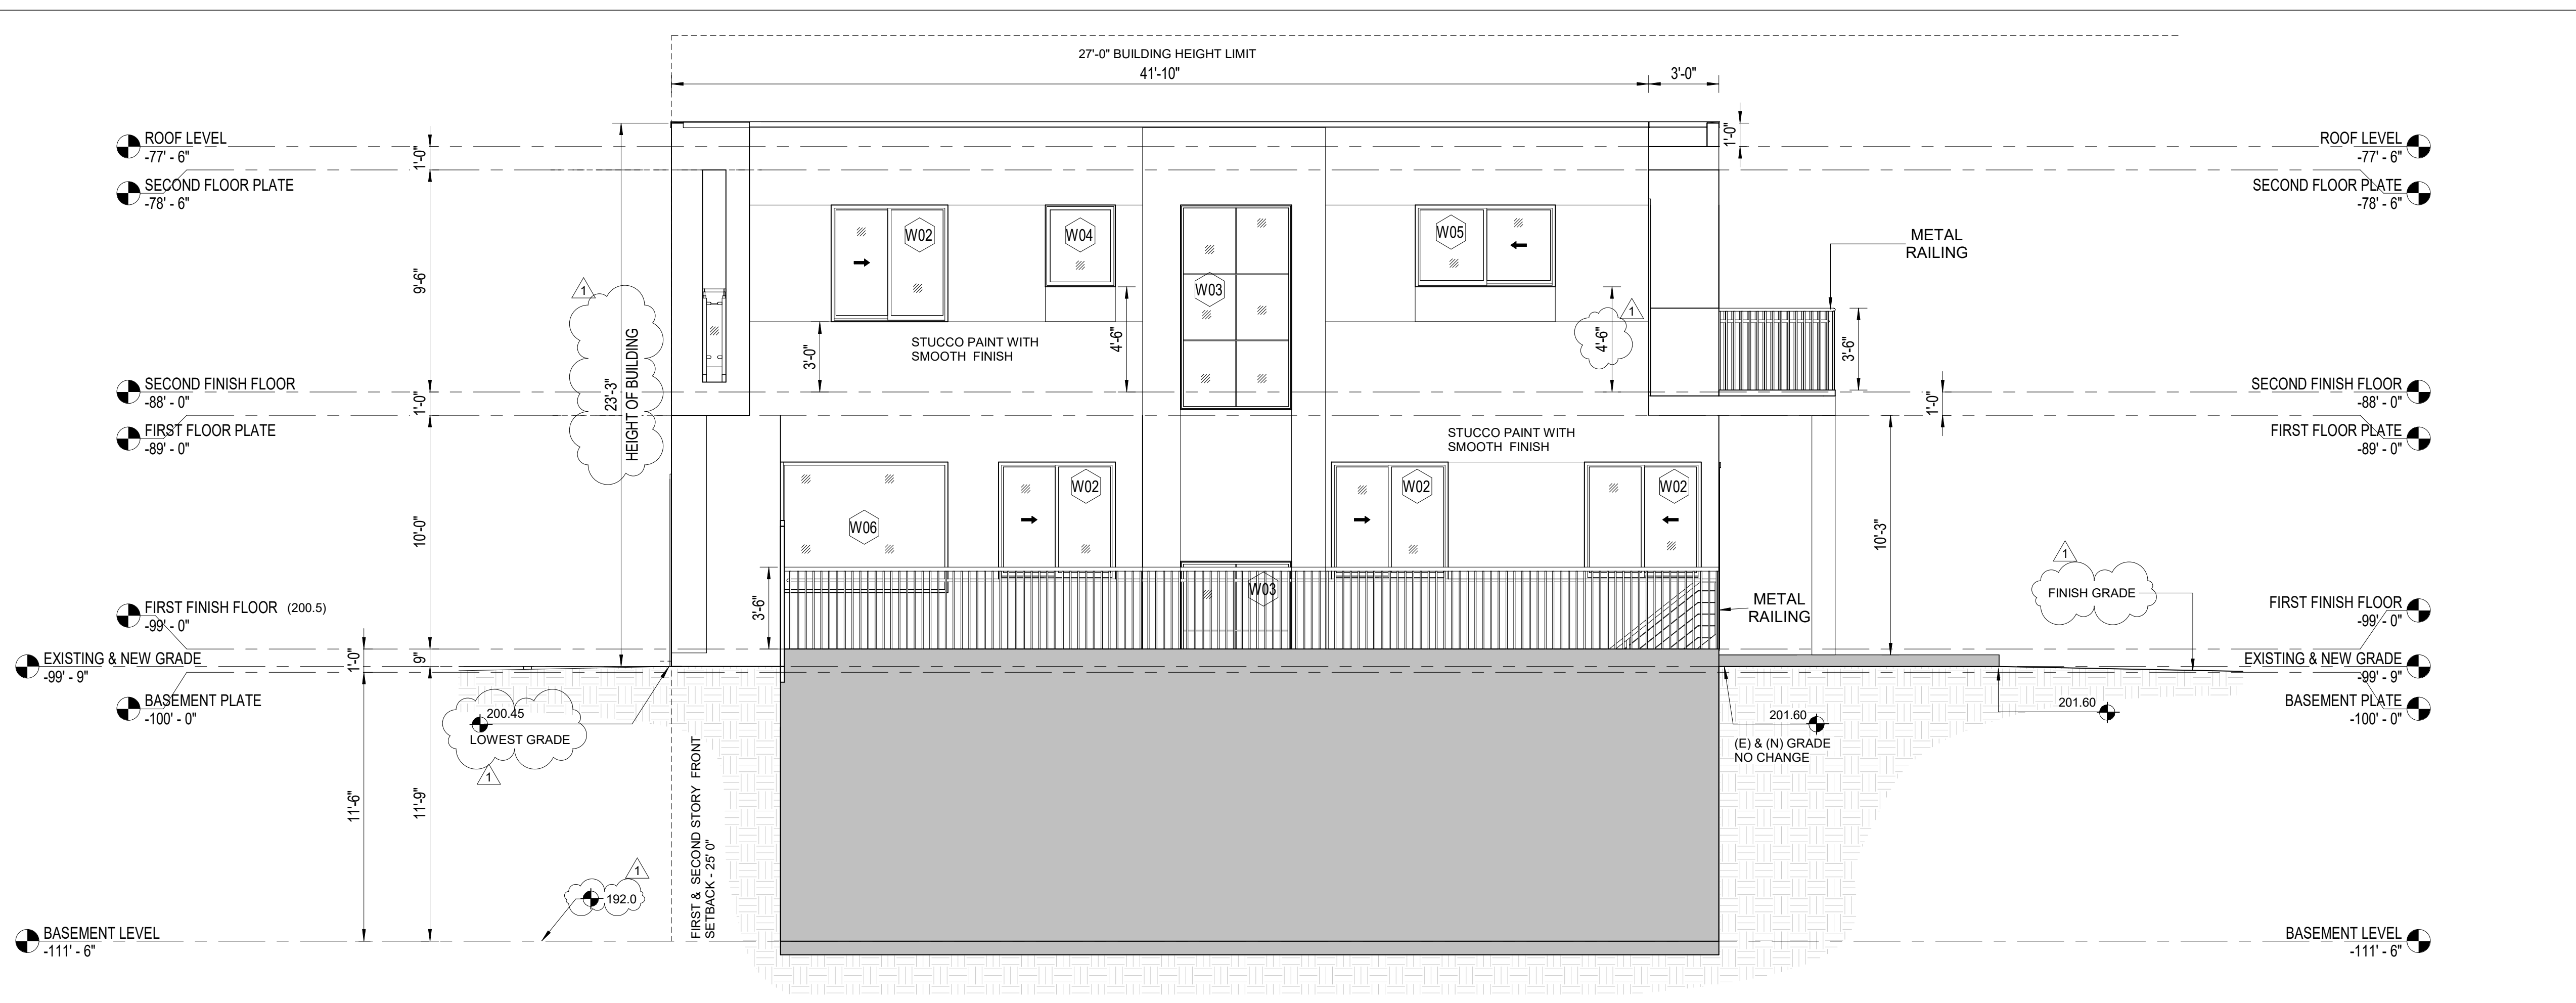 27'-0" BUILDING HEIGHT LIMIT
41'-10"
3'-0"
ROOF LEVEL
-77' - 6"
1'-0"
1'-0"
ROOF LEVEL
-77' - 6"
SECOND FLOOR PLATE
-78' - 6"
SECOND FLOOR PLATE
-78' - 6"
W02
W04
W03
W05
METAL
RAILING
9'-6"
1
HEIGHT OF BUILDING
23'-3"
STUCCO PAINT WITH
SMOOTH FINISH
3'-0"
4'-6"
4'-6"
1
3'-6"
SECOND FINISH FLOOR
-88' - 0"
1'-0"
1'-0"
SECOND FINISH FLOOR
-88' - 0"
FIRST FLOOR PLATE
-89' - 0"
STUCCO PAINT WITH
SMOOTH FINISH
FIRST FLOOR PLATE
-89' - 0"
10'-0"
W06
W02
W02
W02
10'-3"
1
FINISH GRADE
FIRST FINISH FLOOR (200.5)
-99' - 0"
3'-6"
W03
METAL
RAILING
FIRST FINISH FLOOR
-99' - 0"
EXISTING & NEW GRADE
-99' - 9"
1'-0"
9"
EXISTING & NEW GRADE
-99' - 9"
BASEMENT PLATE
-100' - 0"
200.45
LOWEST GRADE
1
201.60
(E) & (N) GRADE
NO CHANGE
201.60
BASEMENT PLATE
-100' - 0"
11'-6"
11'-9"
FIRST & SECOND STORY FRONT
SETBACK - 25' 0"
1
192.0
BASEMENT LEVEL
-111' - 6"
BASEMENT LEVEL
-111' - 6"